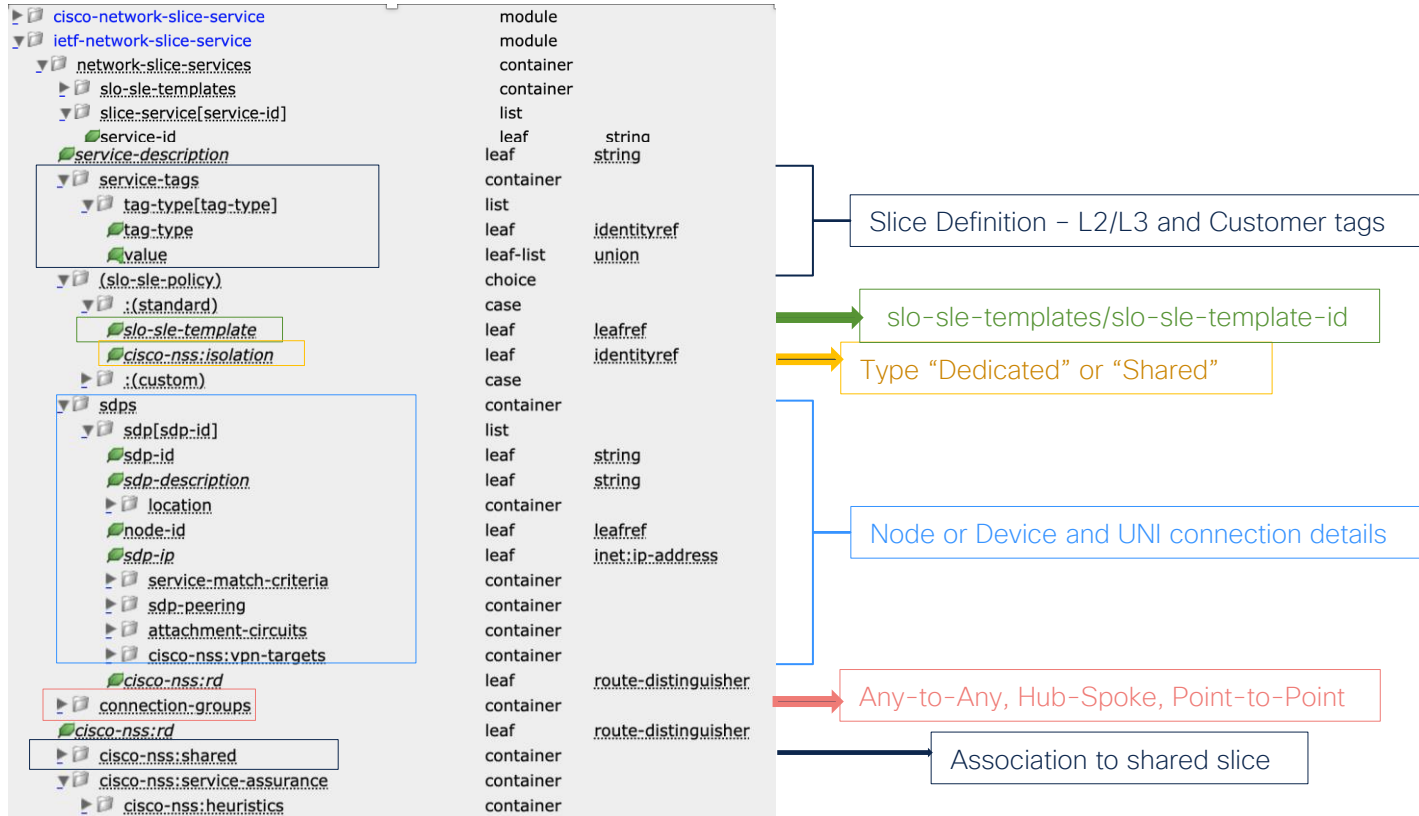 cisco-network-slice-service module
ietf-network-slice-service module
network-slice-services container
slo-sle-templates container
slice-service[service-id] list
service-id leaf string
service-description leaf string
service-tags container
tag-type[tag-type] list
tag-type leaf identityref
value leaf-list union
Slice Definition – L2/L3 and Customer tags
(slo-sle-policy) choice
:(standard) case
slo-sle-template leaf leafref
slo-sle-templates/slo-sle-template-id
cisco-nss:isolation leaf identityref
Type “Dedicated” or “Shared”
:(custom) case
sdps container
sdp[sdp-id] list
sdp-id leaf string
sdp-description leaf string
location container
node-id leaf leafref
Node or Device and UNI connection details
sdp-ip leaf inet:ip-address
service-match-criteria container
sdp-peering container
attachment-circuits container
cisco-nss:vpn-targets container
cisco-nss:rd leaf route-distinguisher
connection-groups container
Any-to-Any, Hub-Spoke, Point-to-Point
cisco-nss:rd leaf route-distinguisher
cisco-nss:shared container
Association to shared slice
cisco-nss:service-assurance container
cisco-nss:heuristics container